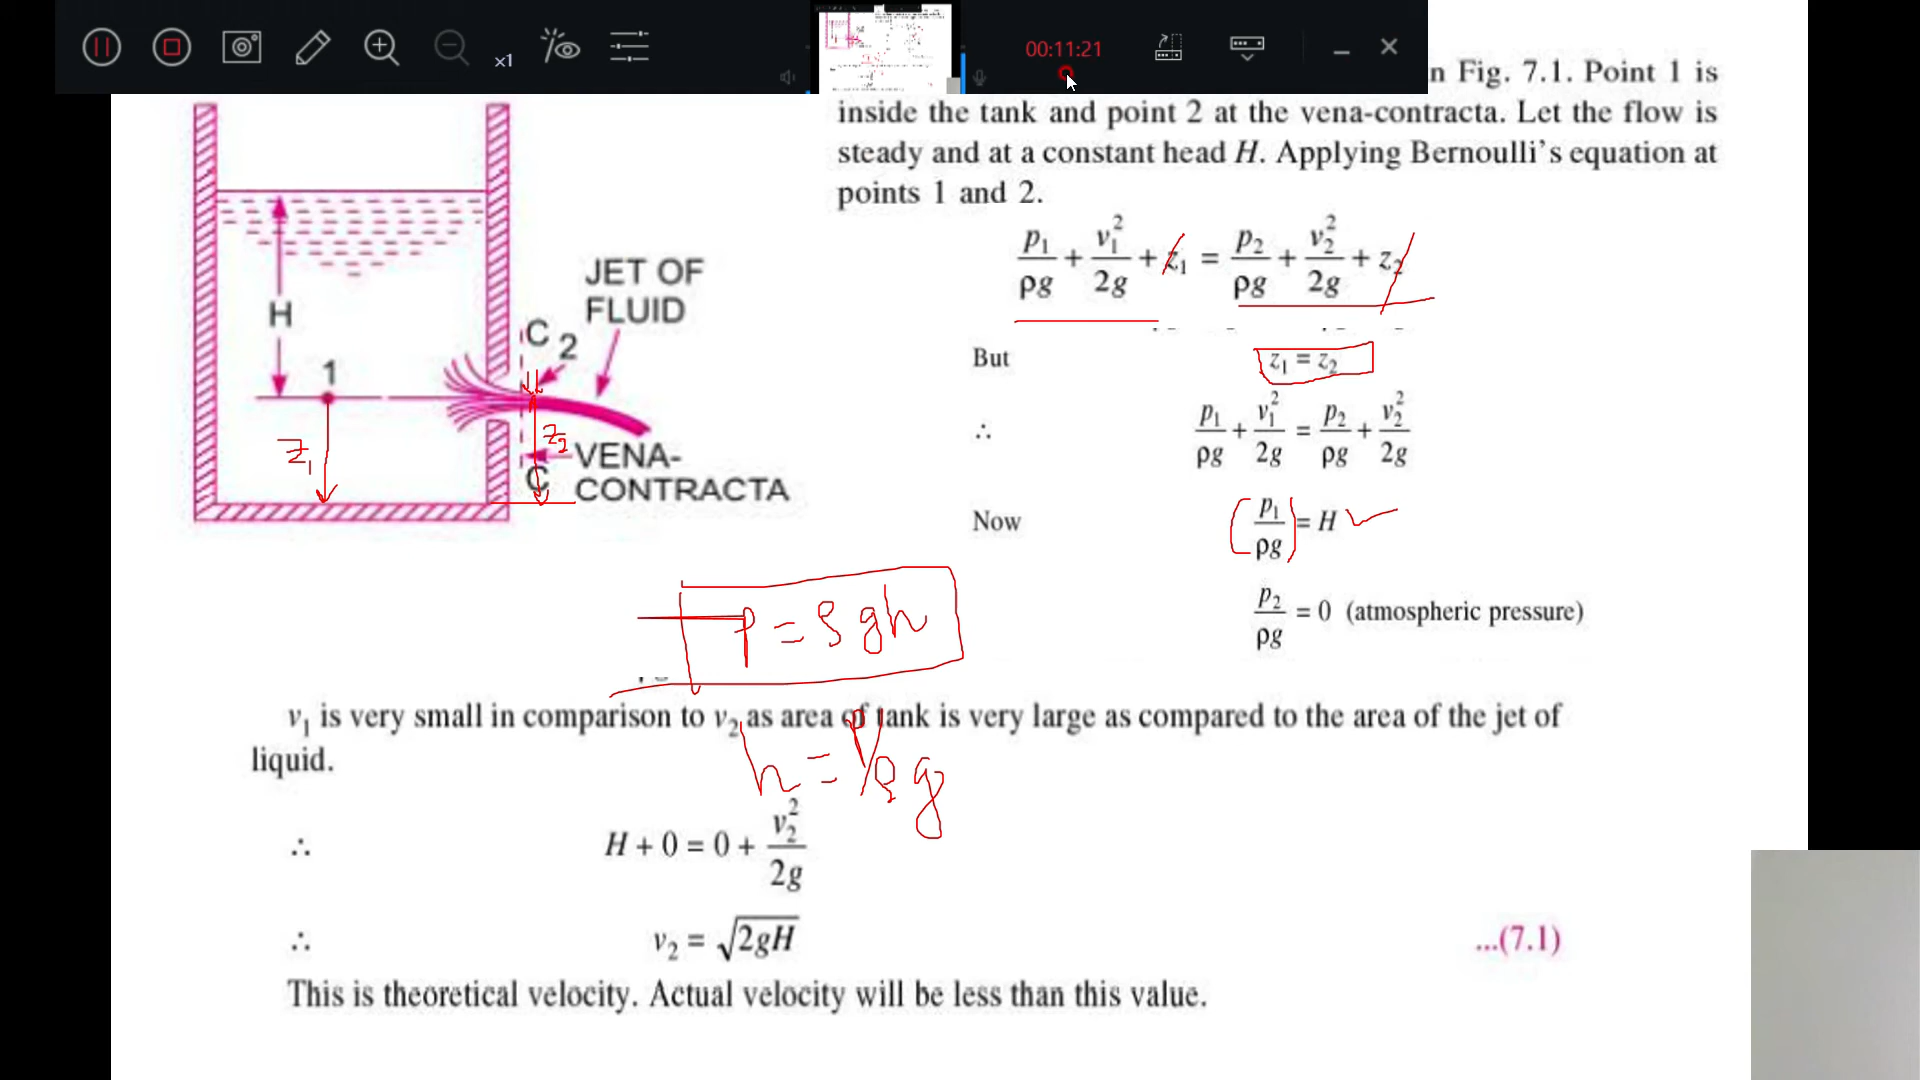 x1
00:11:21
n Fig. 7.1. Point 1 is
inside the tank and point 2 at the vena-contracta. Let the flow is
steady and at a constant head H. Applying Bernoulli's equation at
points 1 and 2.
p₁/ρg + v₁²/2g + z₁ = p₂/ρg + v₂²/2g + z₂
But z₁ = z₂
∴ p₁/ρg + v₁²/2g = p₂/ρg + v₂²/2g
Now p₁/ρg = H
p₂/ρg = 0 (atmospheric pressure)
H
1
C 2
JET OF
FLUID
Z₁
Z₂
VENA-
CONTRACTA
C
p = ρgh
v₁ is very small in comparison to v₂ as area of tank is very large as compared to the area of the jet of
liquid.
h = p/ρg
∴ H + 0 = 0 + v₂²/2g
∴ v₂ = √2gH ...(7.1)
This is theoretical velocity. Actual velocity will be less than this value.